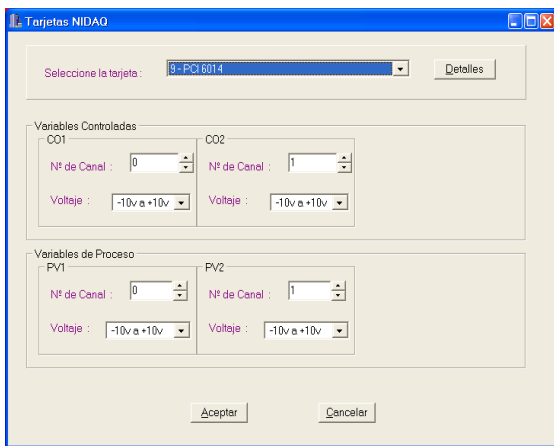 Tarjetas NIDAQ
Seleccione la tarjeta : 9 - PCI 6014 Detalles
Variables Controladas
CO1 CO2
Nº de Canal : 0 Nº de Canal : 1
Voltaje : -10v a +10v Voltaje : -10v a +10v
Variables de Proceso
PV1 PV2
Nº de Canal : 0 Nº de Canal : 1
Voltaje : -10v a +10v Voltaje : -10v a +10v
Aceptar Cancelar